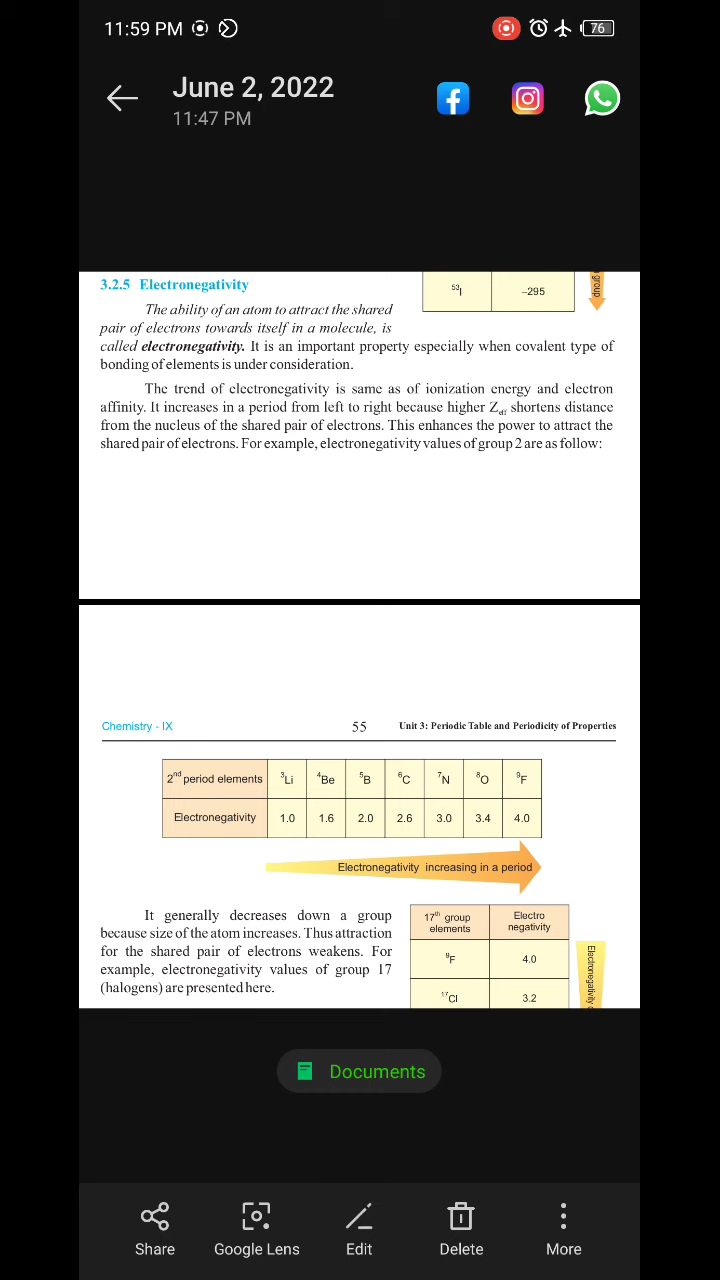 11:59 PM
76
June 2, 2022
11:47 PM
3.2.5 Electronegativity
53I
–295
group
The ability of an atom to attract the shared
pair of electrons towards itself in a molecule, is
called electronegativity. It is an important property especially when covalent type of
bonding of elements is under consideration.
The trend of electronegativity is same as of ionization energy and electron
affinity. It increases in a period from left to right because higher Zeff shortens distance
from the nucleus of the shared pair of electrons. This enhances the power to attract the
shared pair of electrons. For example, electronegativity values of group 2 are as follow:
Chemistry - IX 55 Unit 3: Periodic Table and Periodicity of Properties
2nd period elements 3Li 4Be 5B 6C 7N 8O 9F
Electronegativity 1.0 1.6 2.0 2.6 3.0 3.4 4.0
Electronegativity increasing in a period
It generally decreases down a group
because size of the atom increases. Thus attraction
for the shared pair of electrons weakens. For
example, electronegativity values of group 17
(halogens) are presented here.
17th group
elements
Electro
negativity
9F 4.0
17Cl 3.2
Electronegativity
Documents
Share Google Lens Edit Delete More